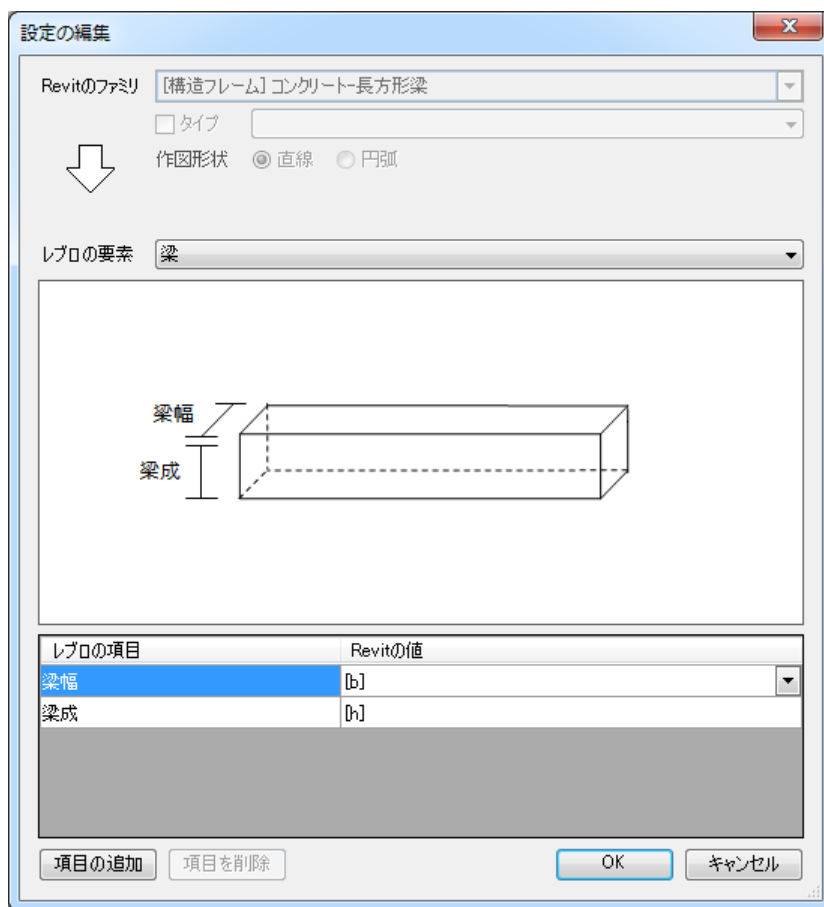 設定の編集
Revitのファミリ [構造フレーム] コンクリート-長方形梁
タイプ
作図形状 直線 円弧
レブロの要素 梁
梁幅
梁成
レブロの項目 Revitの値
梁幅 [b]
梁成 [h]
項目の追加 項目を削除 OK キャンセル